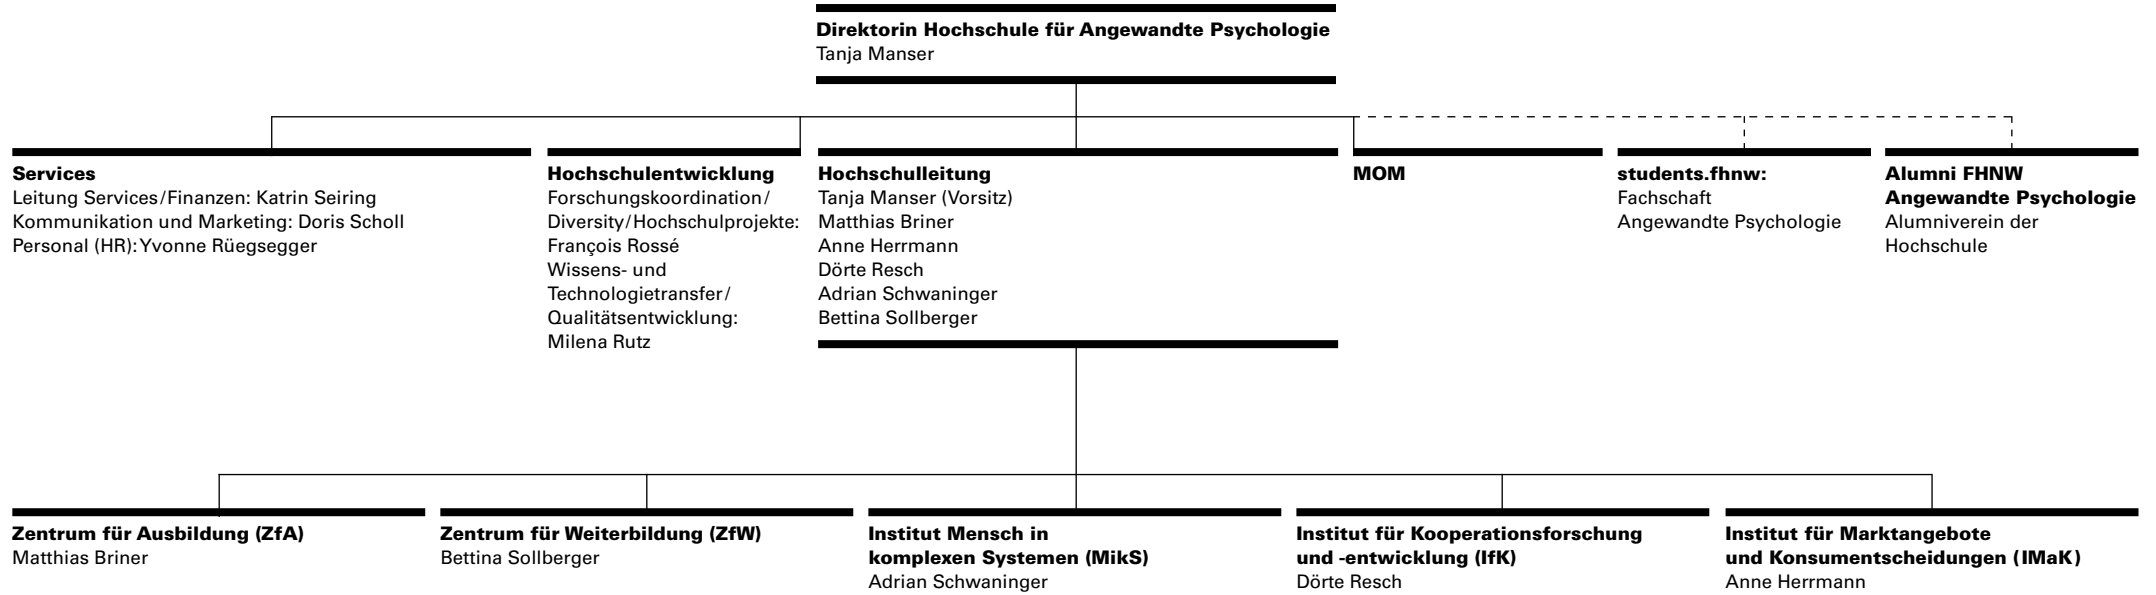 Direktorin Hochschule für Angewandte Psychologie
Tanja Manser
Services
Leitung Services/Finanzen: Katrin Seiring
Kommunikation und Marketing: Doris Scholl
Personal (HR): Yvonne Rüegsegger
Hochschulentwicklung
Forschungskoordination/
Diversity/Hochschulprojekte:
François Rossé
Wissens- und
Technologietransfer/
Qualitätsentwicklung:
Milena Rutz
Hochschulleitung
Tanja Manser (Vorsitz)
Matthias Briner
Anne Herrmann
Dörte Resch
Adrian Schwaninger
Bettina Sollberger
MOM
students.fhnw:
Fachschaft
Angewandte Psychologie
Alumni FHNW
Angewandte Psychologie
Alumniverein der
Hochschule
Zentrum für Ausbildung (ZfA)
Matthias Briner
Zentrum für Weiterbildung (ZfW)
Bettina Sollberger
Institut Mensch in
komplexen Systemen (MikS)
Adrian Schwaninger
Institut für Kooperationsforschung
und -entwicklung (IfK)
Dörte Resch
Institut für Marktangebote
und Konsumentscheidungen (IMaK)
Anne Herrmann